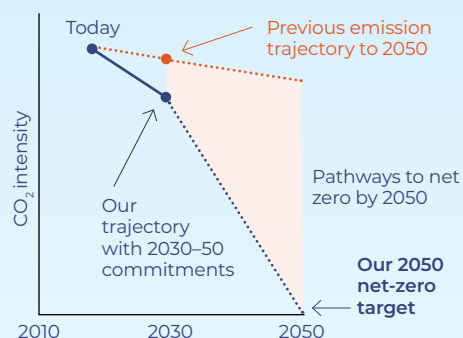 Today
Previous emission
trajectory to 2050
CO₂ intensity
Pathways to net
zero by 2050
Our
trajectory
with 2030–50
commitments
Our 2050
net-zero
target
2010
2030
2050